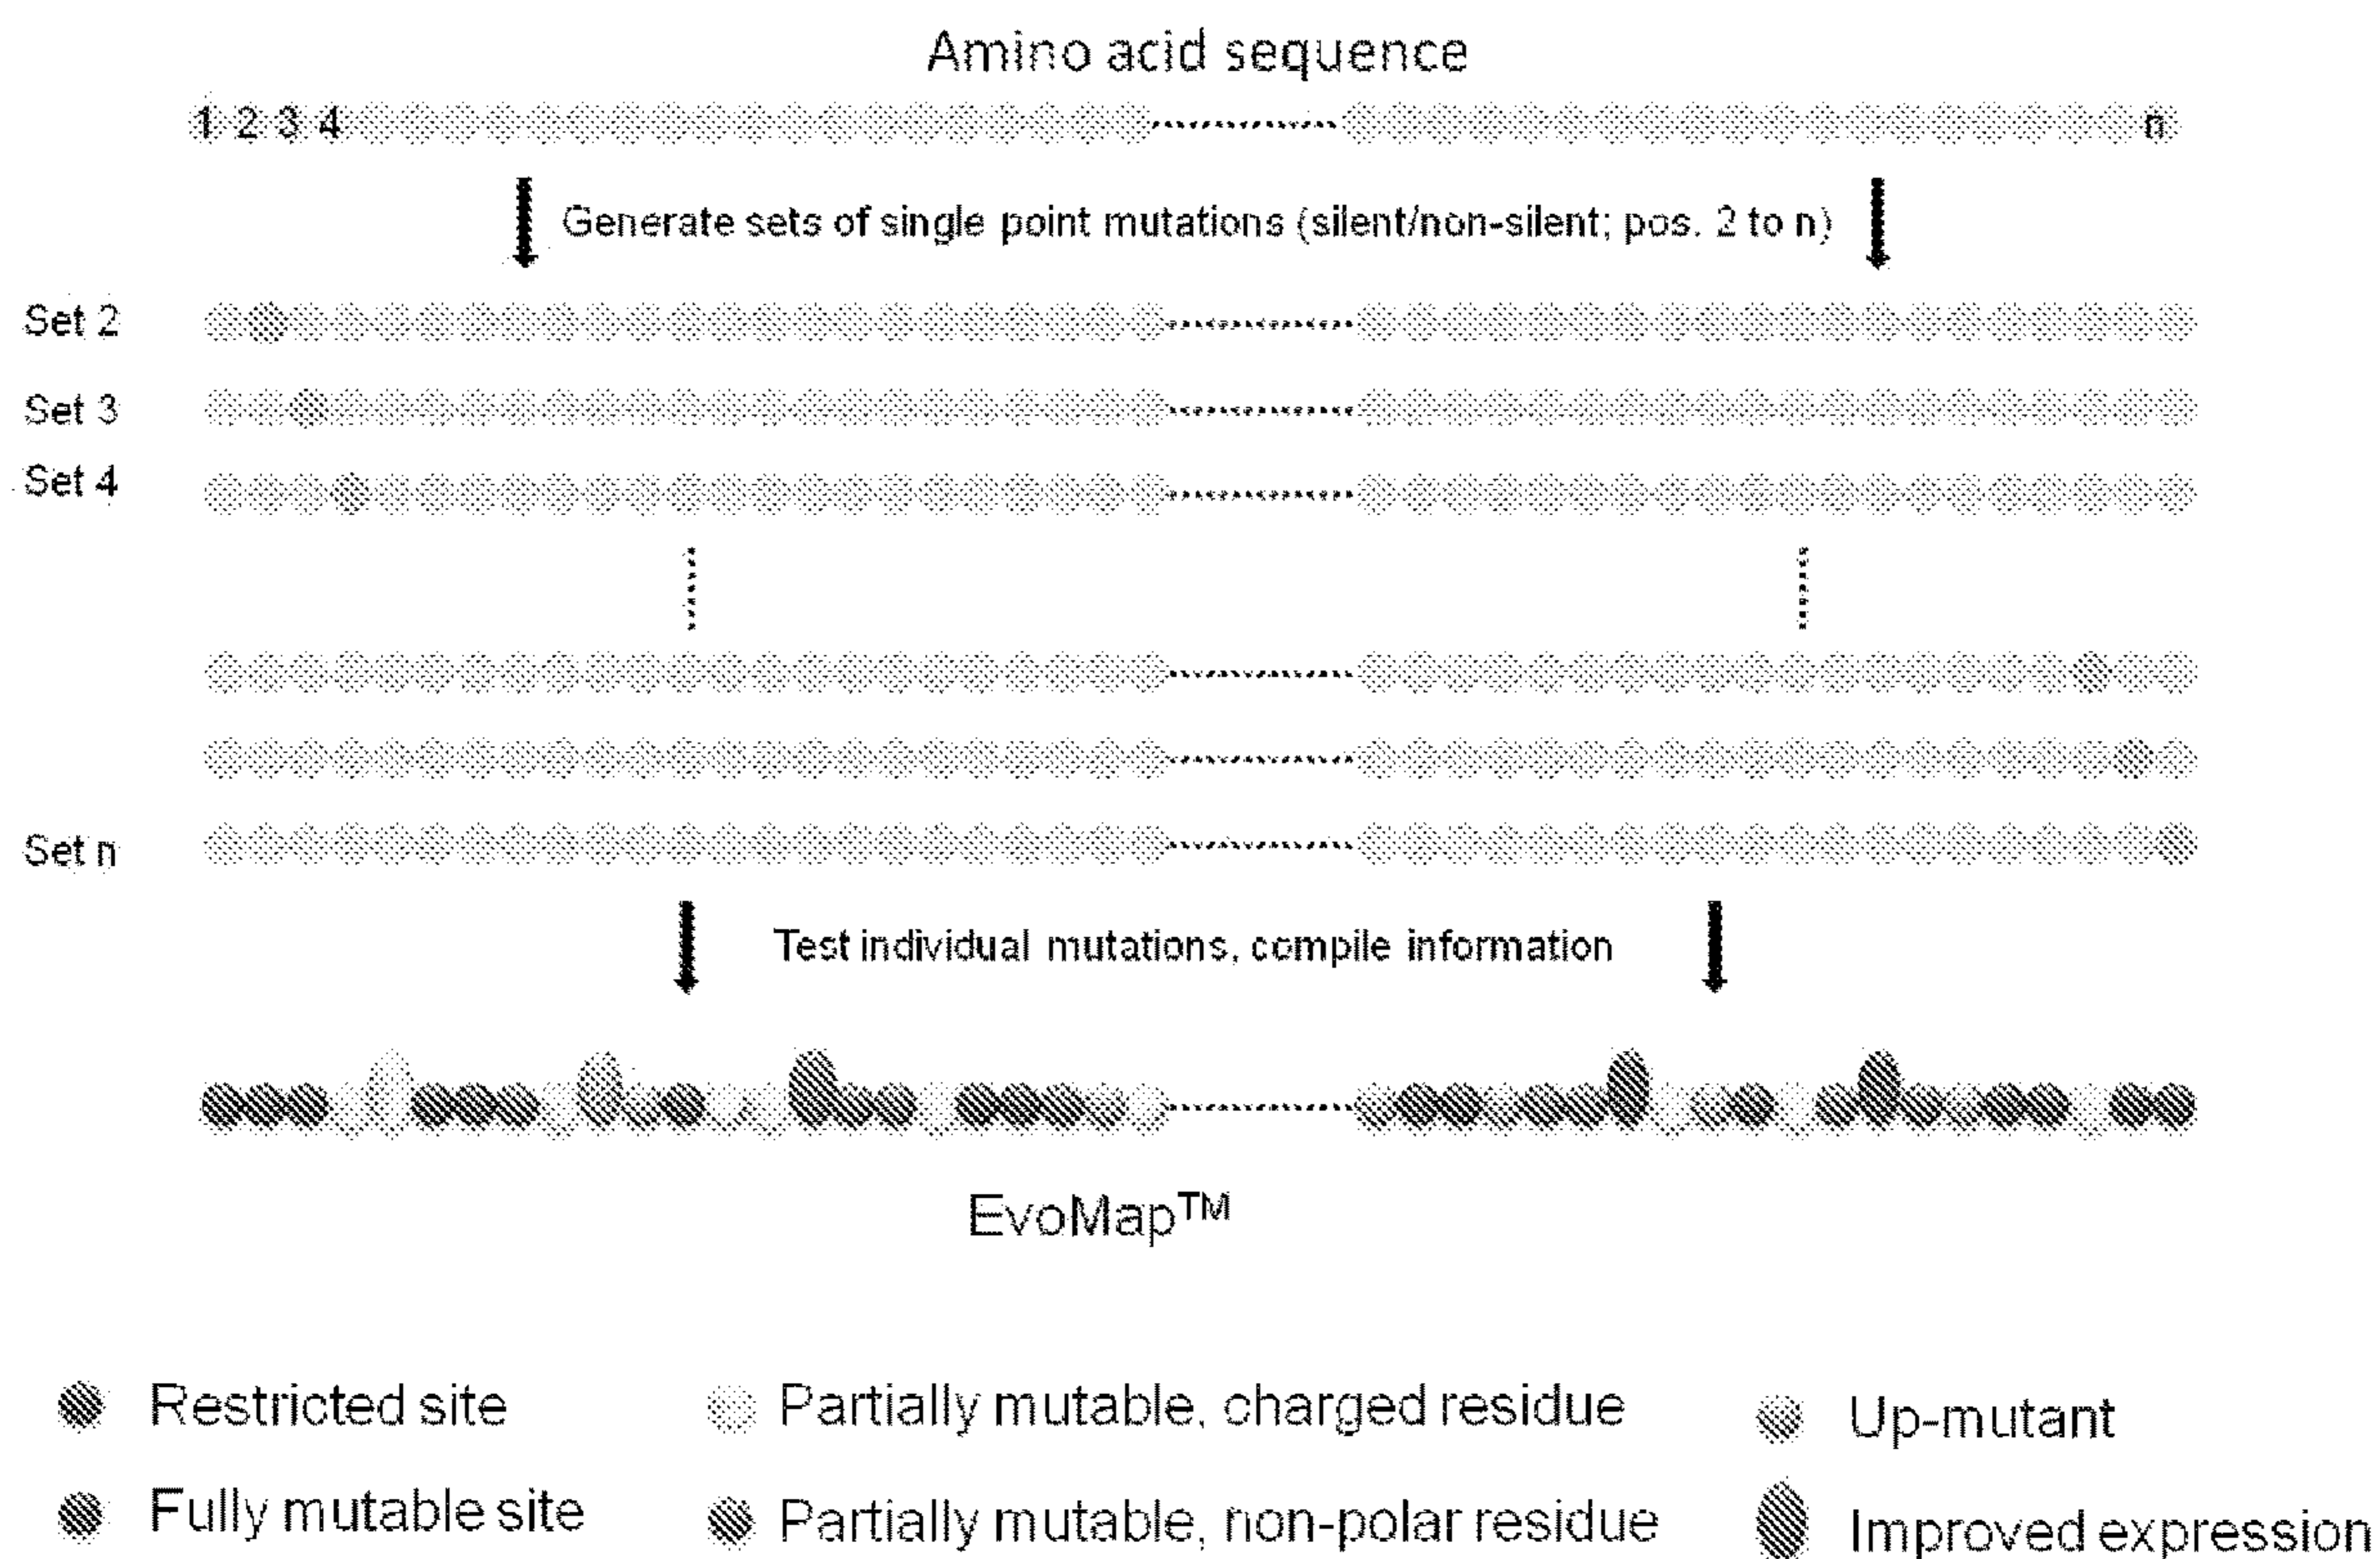 Amino acid sequence
1 2 3 4 n
Generate sets of single point mutations (silent/non-silent; pos. 2 to n)
Set 2
Set 3
Set 4
Set n
Test individual mutations, compile information
EvoMap™
Restricted site
Partially mutable, charged residue
Up-mutant
Fully mutable site
Partially mutable, non-polar residue
Improved expression